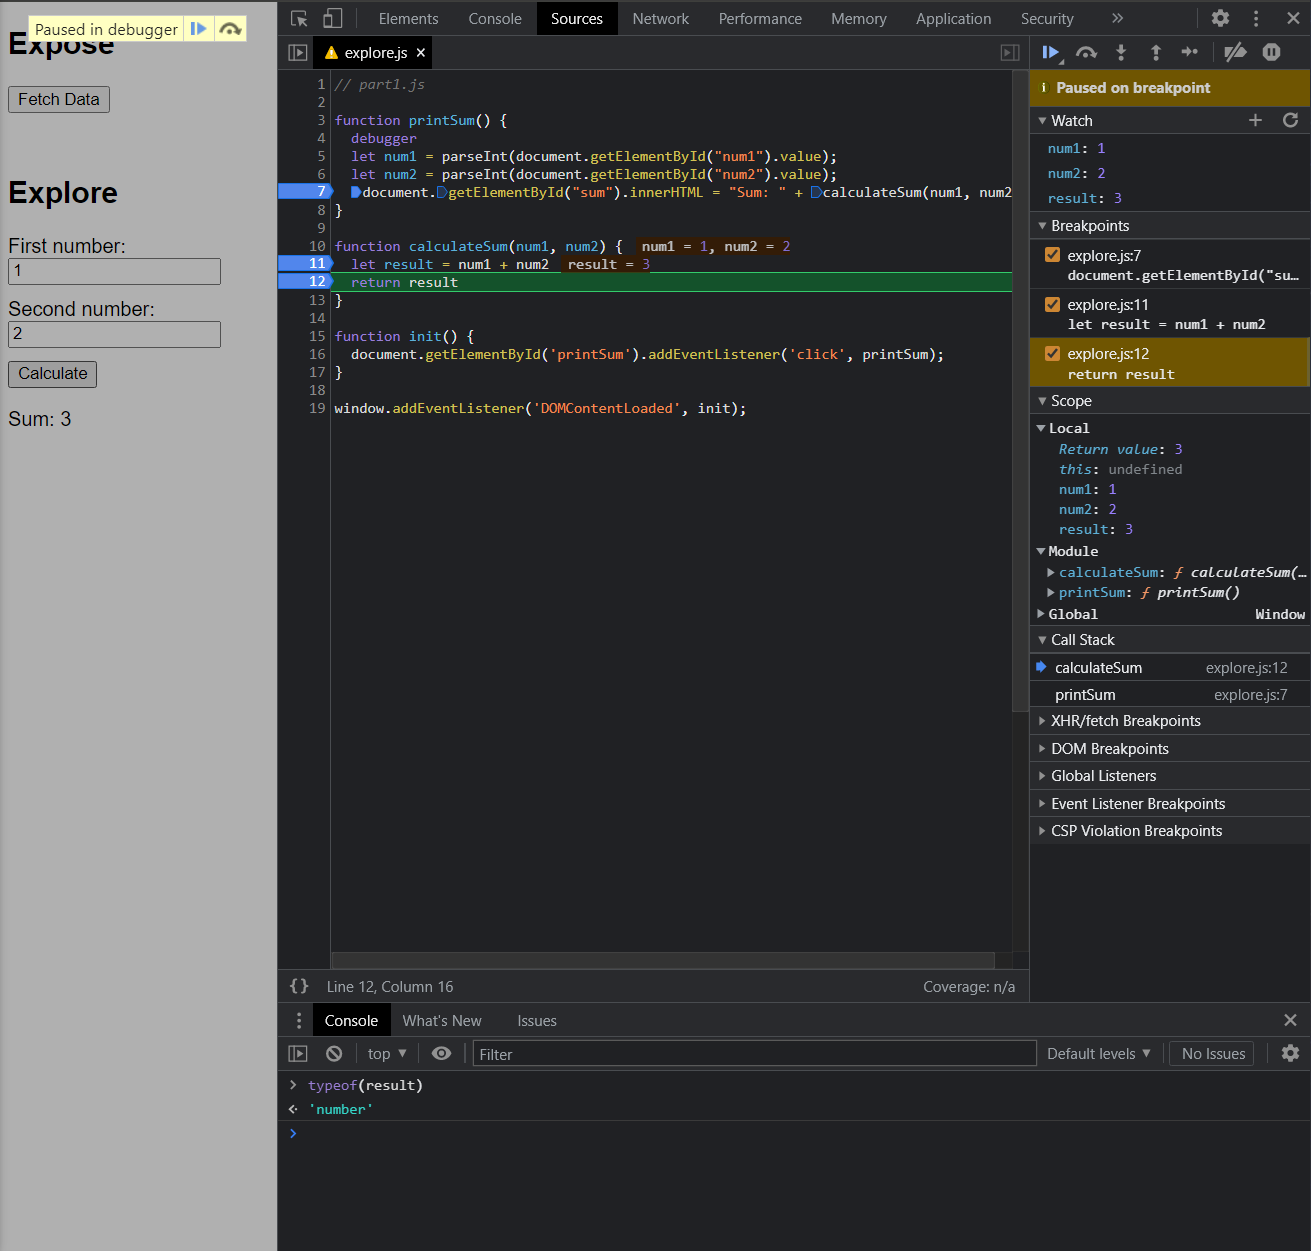 Paused in debugger
Expose
Fetch Data
Explore
First number:
1
Second number:
2
Calculate
Sum: 3
Elements Console Sources Network Performance Memory Application Security »
explore.js ×
1 // part1.js
2
3 function printSum() {
4 debugger
5 let num1 = parseInt(document.getElementById("num1").value);
6 let num2 = parseInt(document.getElementById("num2").value);
7 document.getElementById("sum").innerHTML = "Sum: " + calculateSum(num1, num2
8 }
9
10 function calculateSum(num1, num2) { num1 = 1, num2 = 2
11 let result = num1 + num2 result = 3
12 return result
13 }
14
15 function init() {
16 document.getElementById('printSum').addEventListener('click', printSum);
17 }
18
19 window.addEventListener('DOMContentLoaded', init);
{} Line 12, Column 16 Coverage: n/a
Paused on breakpoint
Watch
num1: 1
num2: 2
result: 3
Breakpoints
explore.js:7
document.getElementById("su…
explore.js:11
let result = num1 + num2
explore.js:12
return result
Scope
Local
Return value: 3
this: undefined
num1: 1
num2: 2
result: 3
Module
calculateSum: ƒ calculateSum(…
printSum: ƒ printSum()
Global Window
Call Stack
calculateSum explore.js:12
printSum explore.js:7
XHR/fetch Breakpoints
DOM Breakpoints
Global Listeners
Event Listener Breakpoints
CSP Violation Breakpoints
Console What's New Issues
top ▼ Filter Default levels ▼ No Issues
> typeof(result)
'number'
>